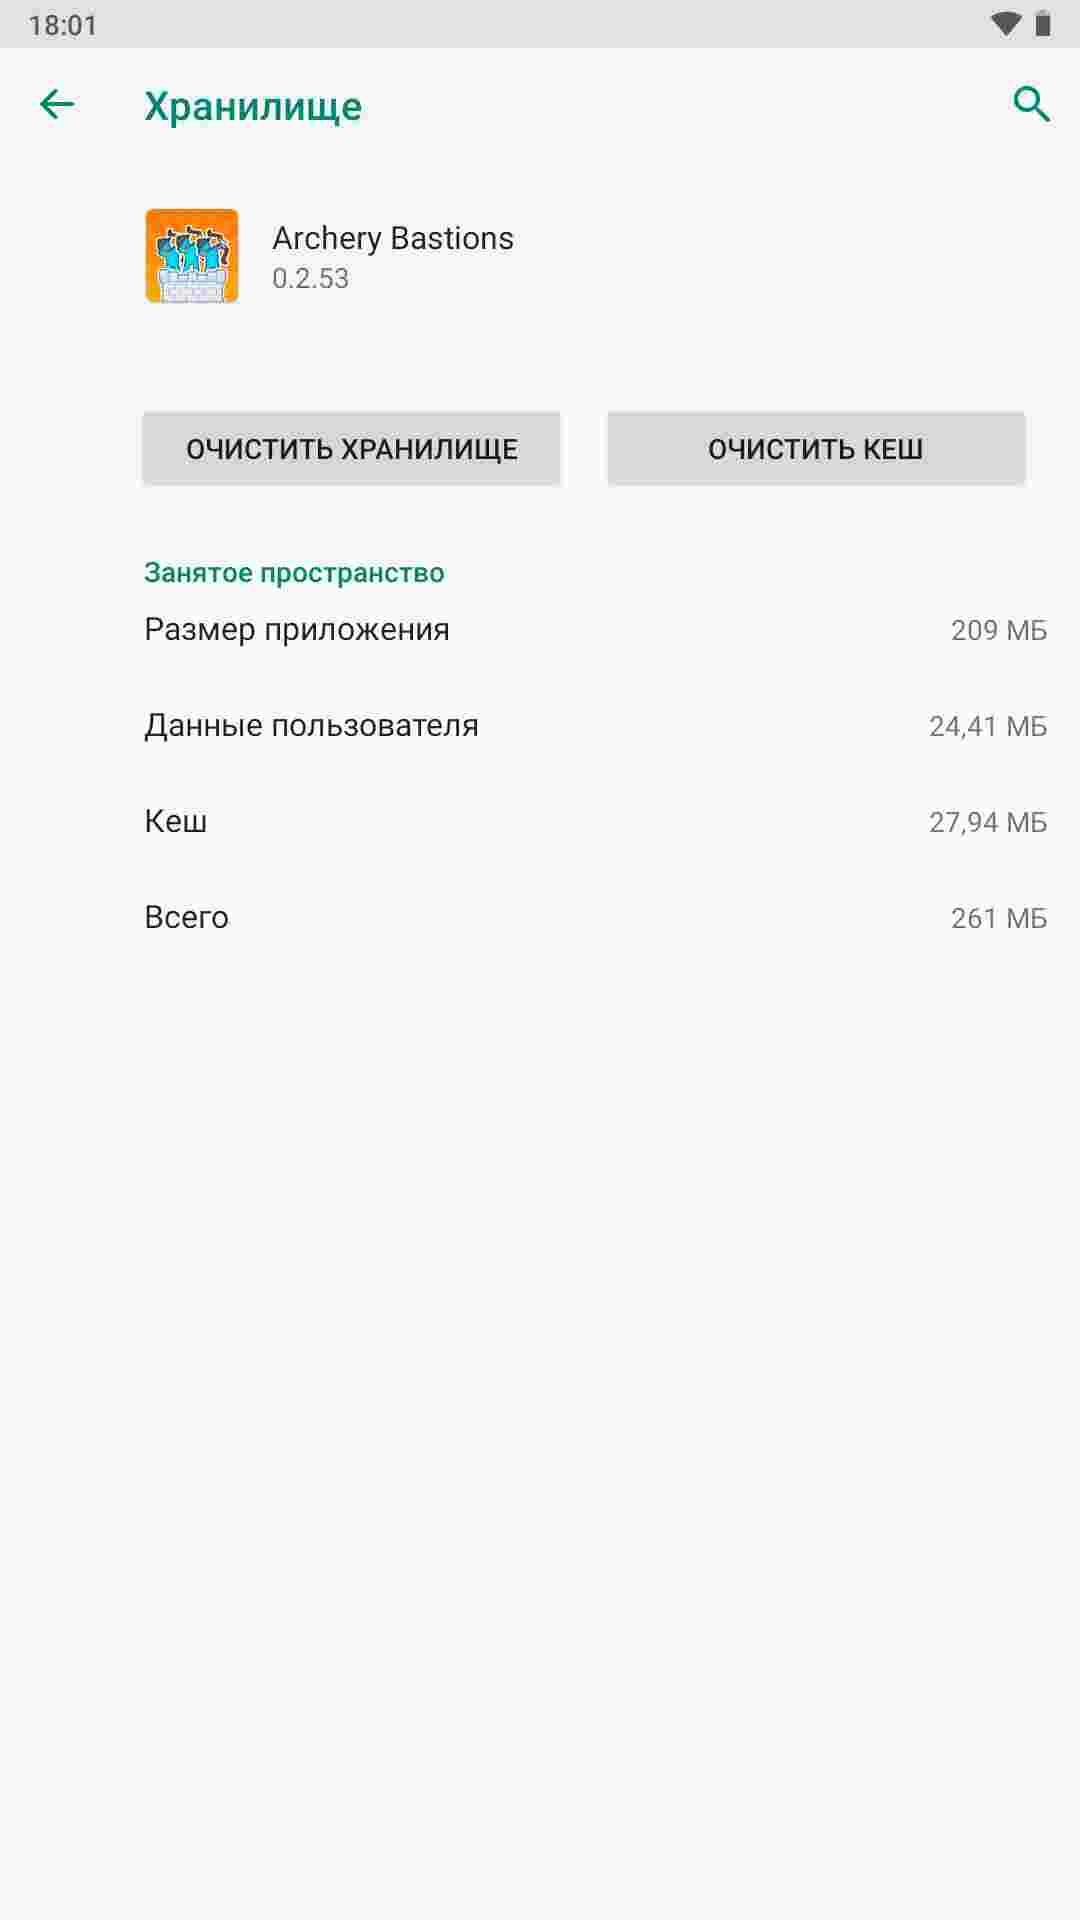 18:01
Хранилище
Archery Bastions
0.2.53
ОЧИСТИТЬ ХРАНИЛИЩЕ
ОЧИСТИТЬ КЕШ
Занятое пространство
Размер приложения 209 МБ
Данные пользователя 24,41 МБ
Кеш 27,94 МБ
Всего 261 МБ